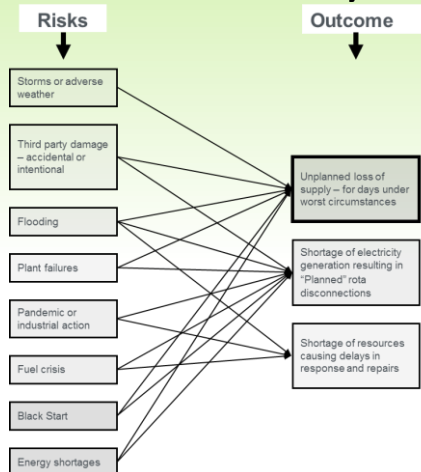 Risks
Outcome
Storms or adverse
weather
Third party damage
– accidental or
intentional
Flooding
Plant failures
Pandemic or
industrial action
Fuel crisis
Black Start
Energy shortages
Unplanned loss of
supply – for days under
worst circumstances
Shortage of electricity
generation resulting in
"Planned" rota
disconnections
Shortage of resources
causing delays in
response and repairs